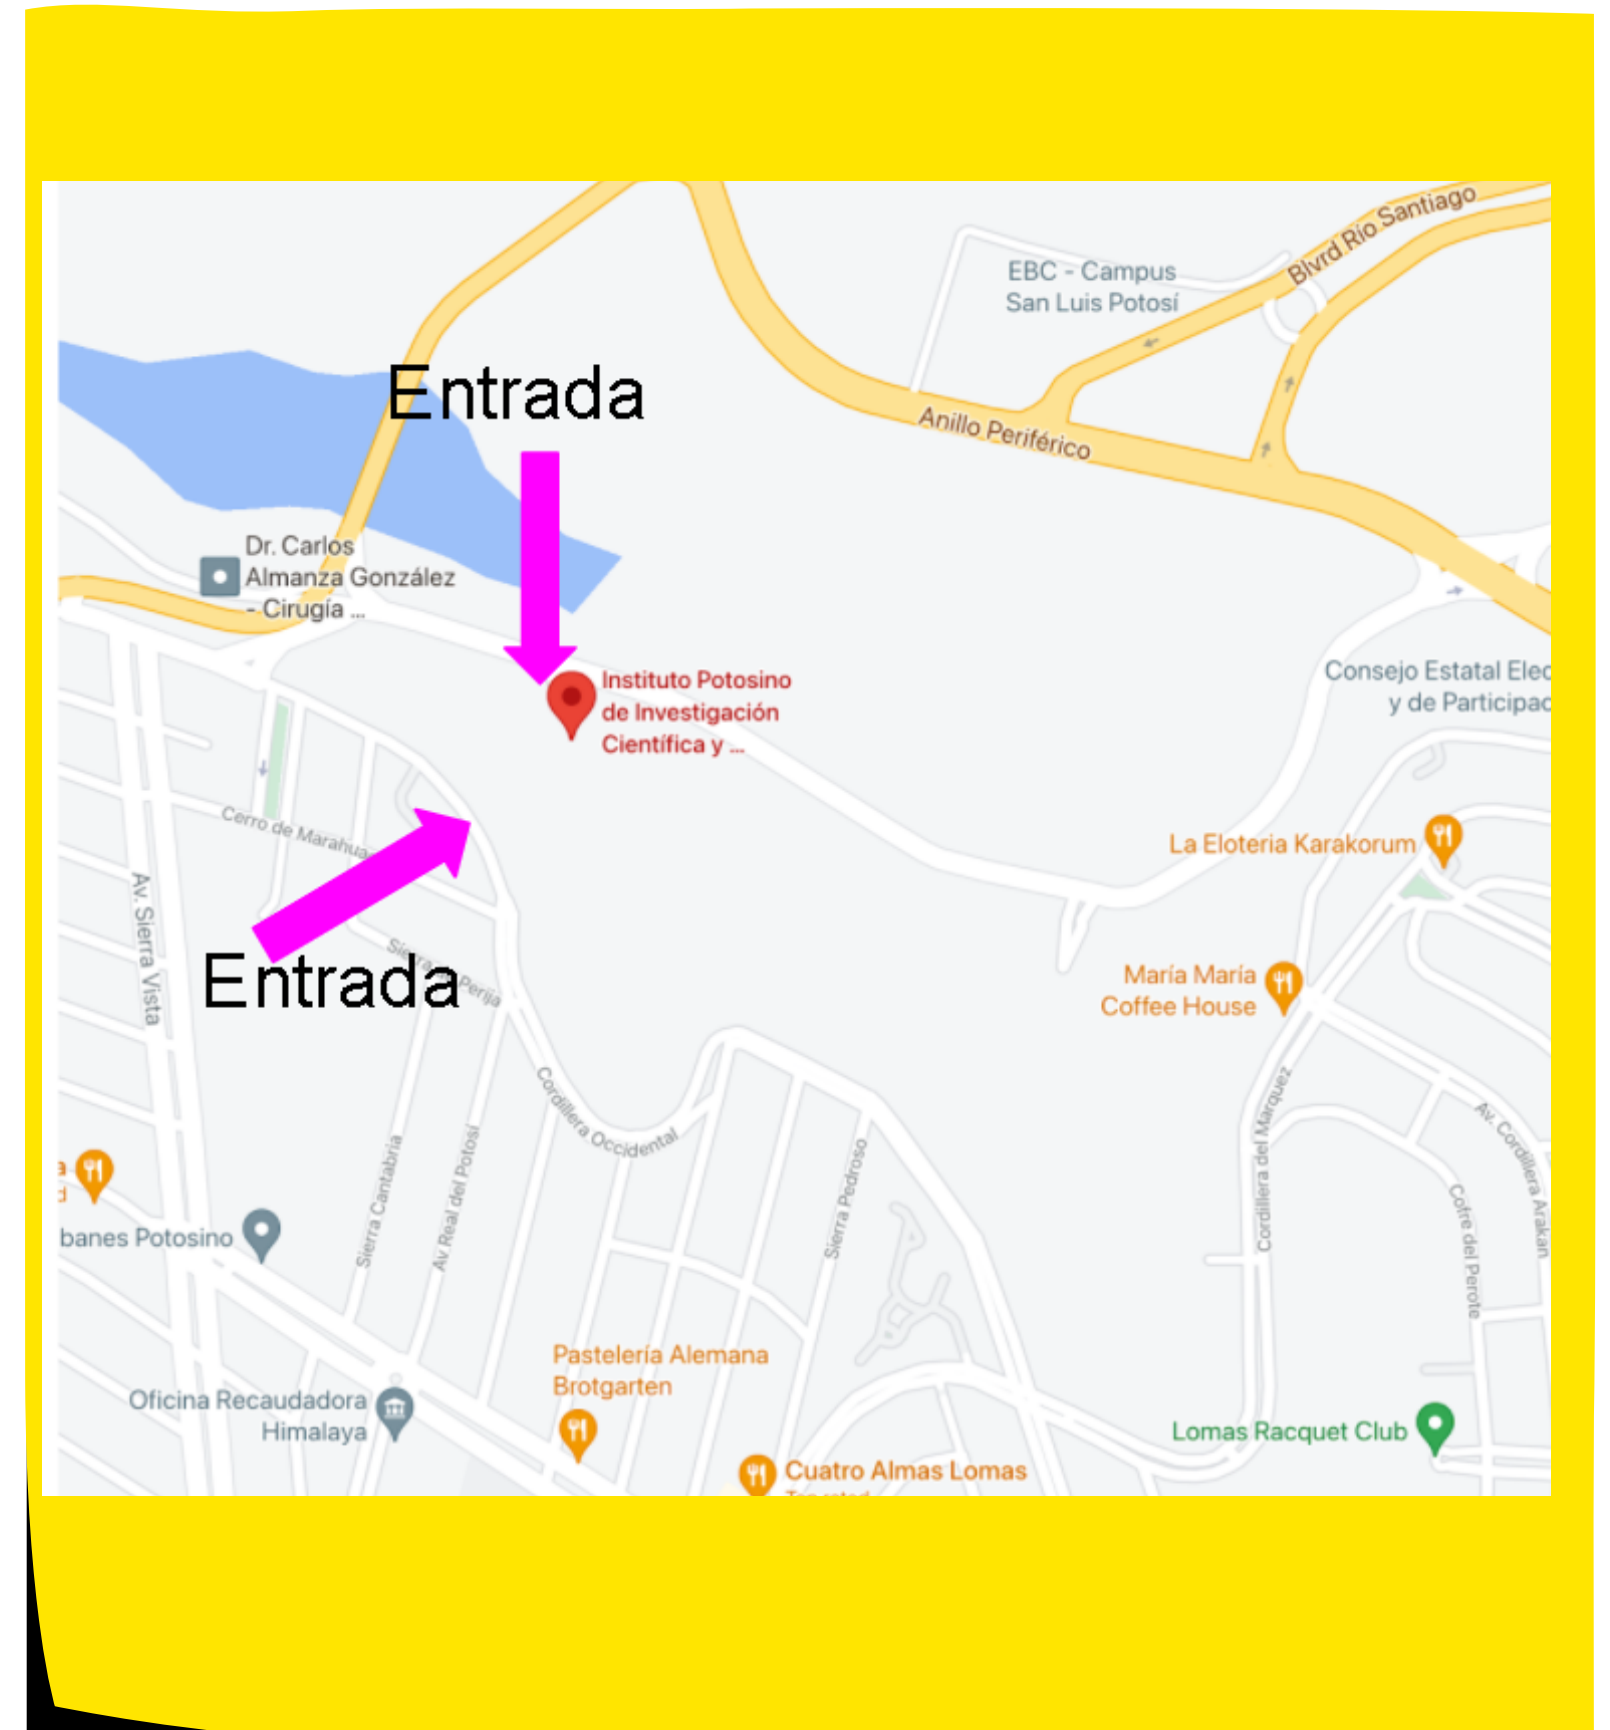 Blvrd Río Santiago
EBC - Campus
San Luis Potosí
Entrada
Anillo Periférico
Dr. Carlos
Almanza González
- Cirugía ...
Instituto Potosino
de Investigación
Científica y ...
Consejo Estatal Elec
y de Participac
Cerro de Marahuac
La Eloteria Karakorum
Av. Sierra Vista
Entrada
Perija
María María
Coffee House
Cordillera Occidental
Cordillera del Marquez
Av. Cordillera Arakan
Sierra Cantabria
Av Real del Potosí
Sierra Pedroso
Cofre del Perote
banes Potosino
Pastelería Alemana
Brotgarten
Oficina Recaudadora
Himalaya
Lomas Racquet Club
Cuatro Almas Lomas